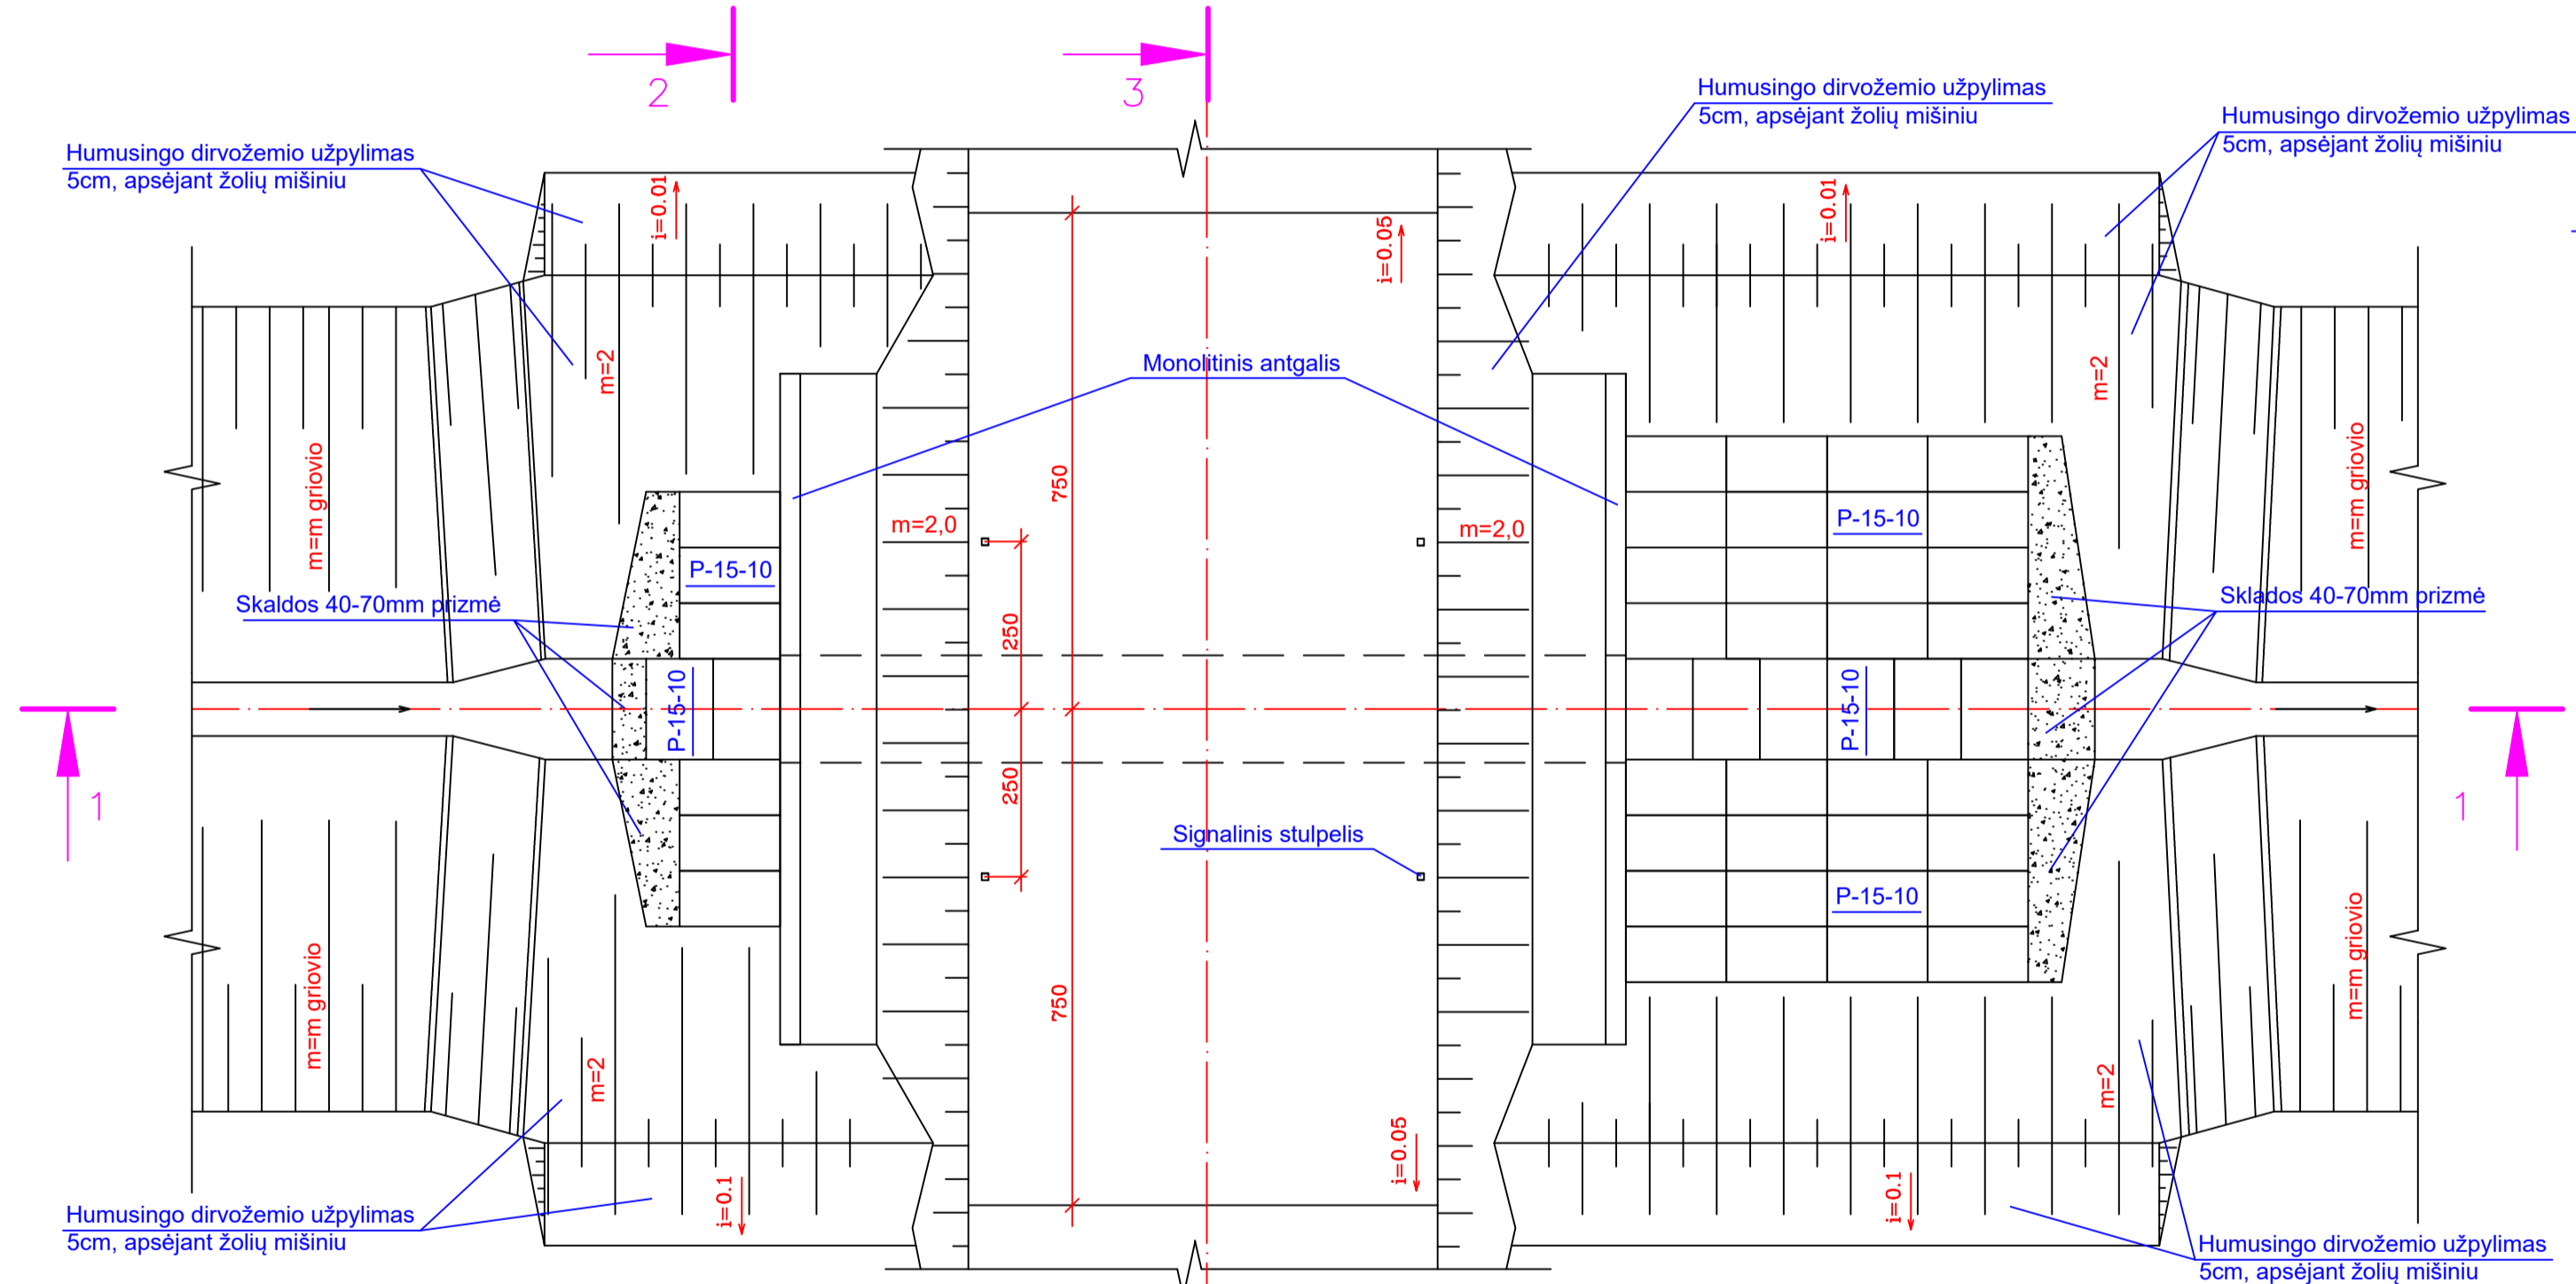 2
3
Humusingo dirvožemio užpylimas
5cm, apsėjant žolių mišiniu
Humusingo dirvožemio užpylimas
5cm, apsėjant žolių mišiniu
Humusingo dirvožemio užpylimas
5cm, apsėjant žolių mišiniu
i=0.01
i=0.05
i=0.01
m=2
Monolitinis antgalis
m=2
m=m griovio
750
m=m griovio
m=2,0
m=2,0
P-15-10
P-15-10
Skaldos 40-70mm prizmė
250
Sklados 40-70mm prizmė
P-15-10
P-15-10
1
250
1
Signalinis stulpelis
P-15-10
m=m griovio
750
m=m griovio
m=2
m=2
i=0.05
i=0.1
i=0.1
Humusingo dirvožemio užpylimas
5cm, apsėjant žolių mišiniu
Humusingo dirvožemio užpylimas
5cm, apsėjant žolių mišiniu